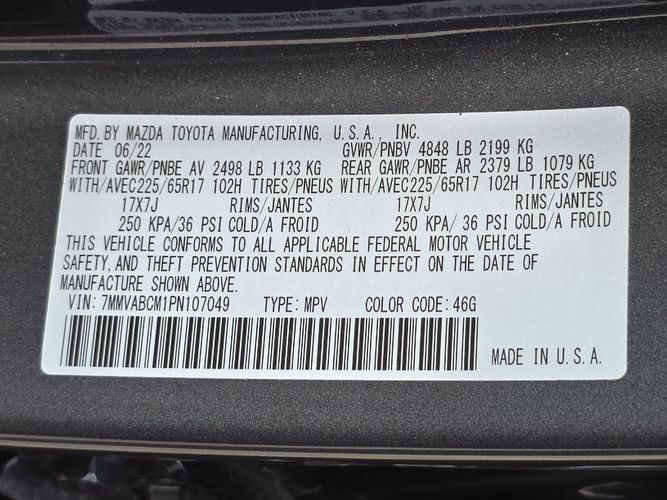 MFD. BY MAZDA TOYOTA MANUFACTURING, U.S.A., INC.
DATE 06/22 GVWR/PNBV 4848 LB 2199 KG
FRONT GAWR/PNBE AV 2498 LB 1133 KG REAR GAWR/PNBE AR 2379 LB 1079 KG
WITH/AVEC225/65R17 102H TIRES/PNEUS WITH/AVEC225/65R17 102H TIRES/PNEUS
17X7J RIMS/JANTES 17X7J RIMS/JANTES
250 KPA/36 PSI COLD/A FROID 250 KPA/ 36 PSI COLD/A FROID
THIS VEHICLE CONFORMS TO ALL APPLICABLE FEDERAL MOTOR VEHICLE
SAFETY, AND THEFT PREVENTION STANDARDS IN EFFECT ON THE DATE OF
MANUFACTURE SHOWN ABOVE.
VIN: 7MMVABCM1PN107049 TYPE: MPV COLOR CODE: 46G
MADE IN U.S.A.